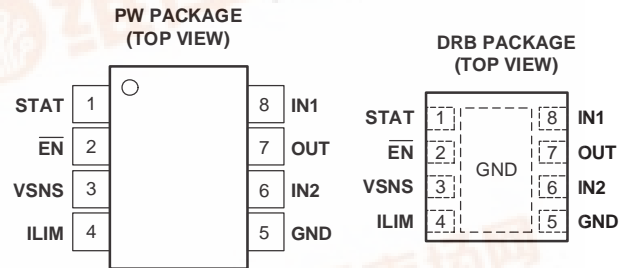 PW PACKAGE
(TOP VIEW)
STAT 1 8 IN1
E̅N̅ 2 7 OUT
VSNS 3 6 IN2
ILIM 4 5 GND
DRB PACKAGE
(TOP VIEW)
STAT 1 8 IN1
E̅N̅ 2 7 OUT
GND
VSNS 3 6 IN2
ILIM 4 5 GND